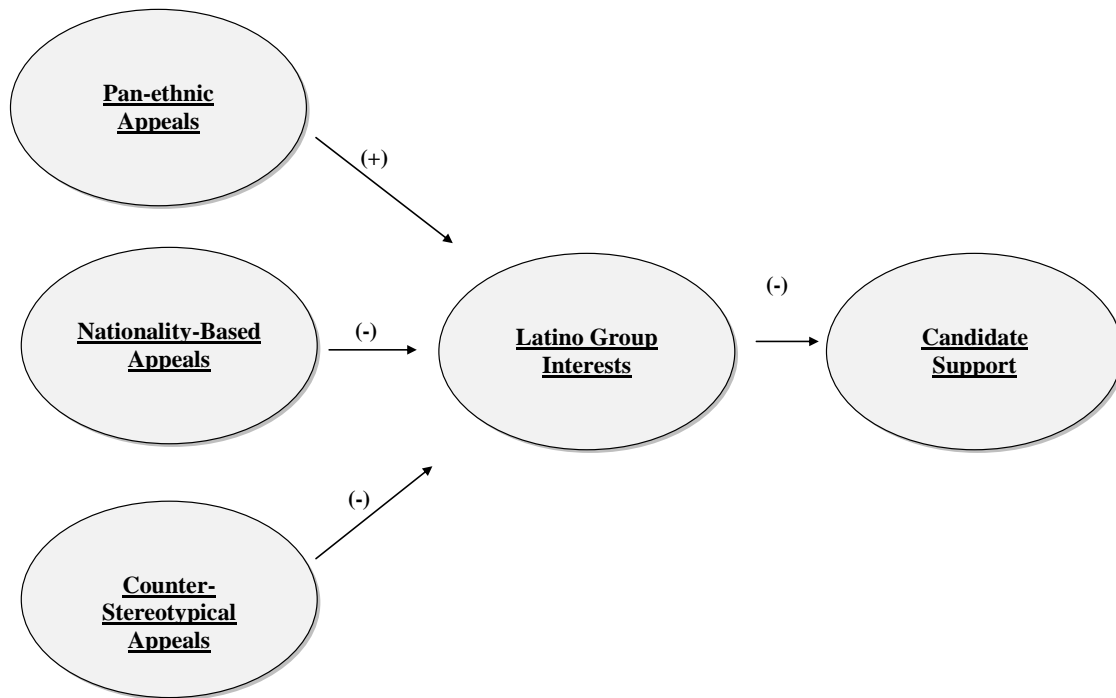 Pan-ethnic
Appeals
(+)
Nationality-Based
Appeals
(-)
Latino Group
Interests
(-)
Candidate
Support
(-)
Counter-
Stereotypical
Appeals